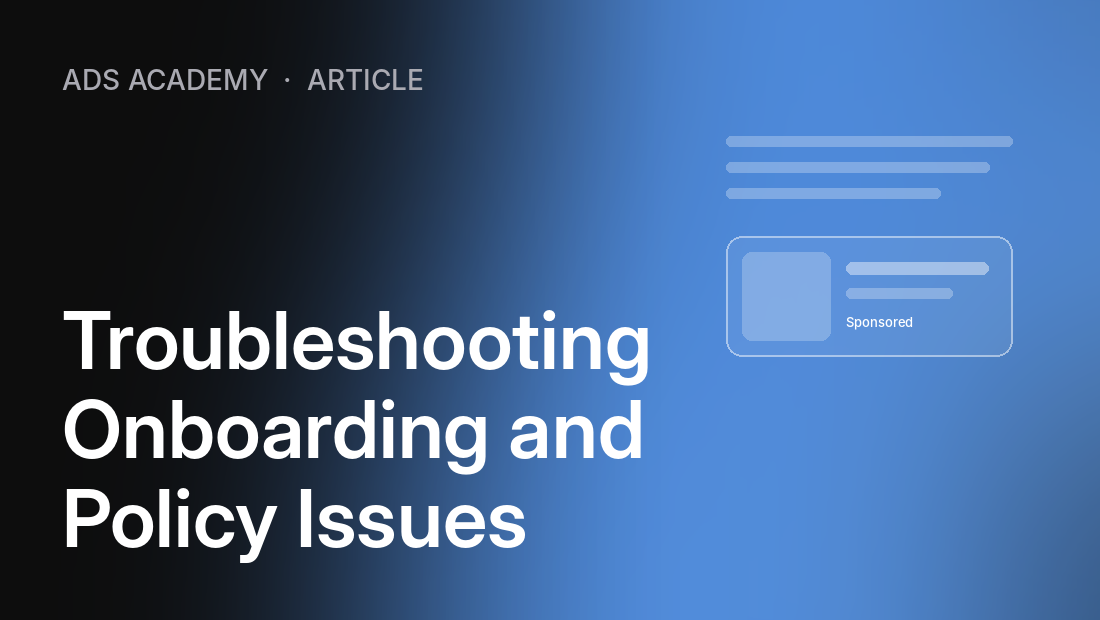 ADS ACADEMY · ARTICLE
Sponsored
Troubleshooting
Onboarding and
Policy Issues